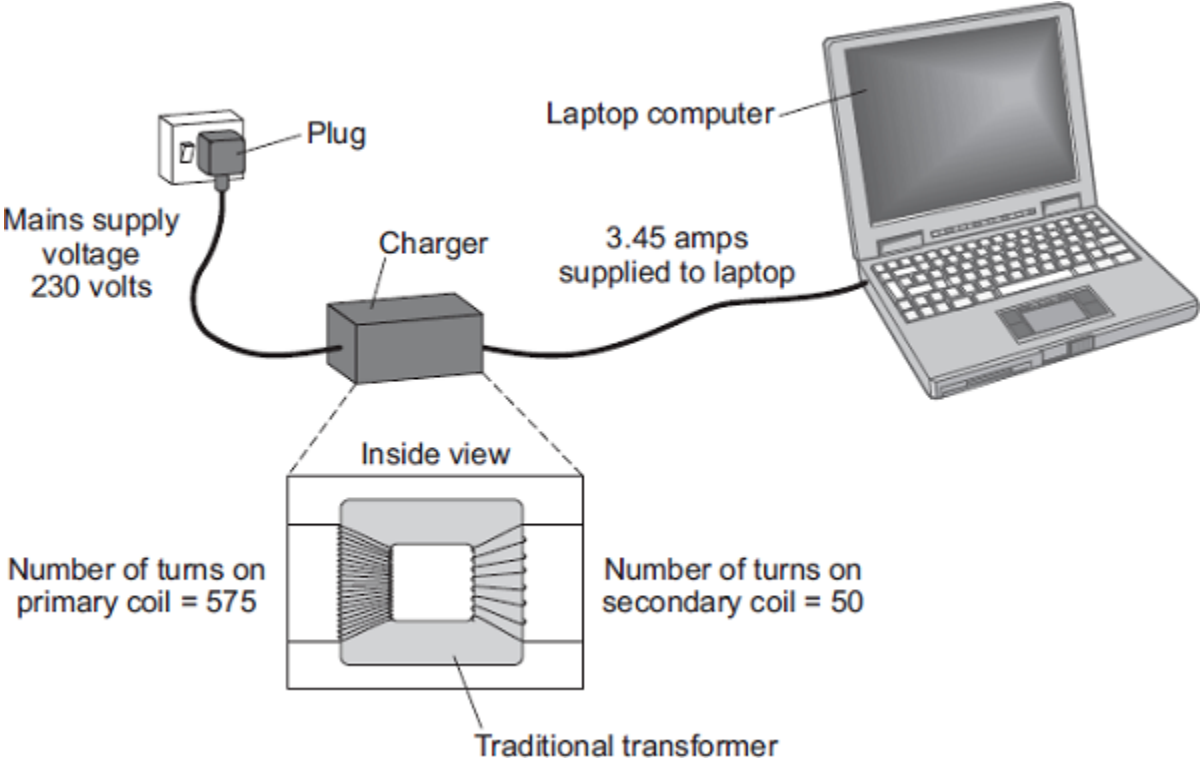 Plug
Laptop computer
Mains supply
voltage
230 volts
Charger
3.45 amps
supplied to laptop
Inside view
Number of turns on
primary coil = 575
Number of turns on
secondary coil = 50
Traditional transformer